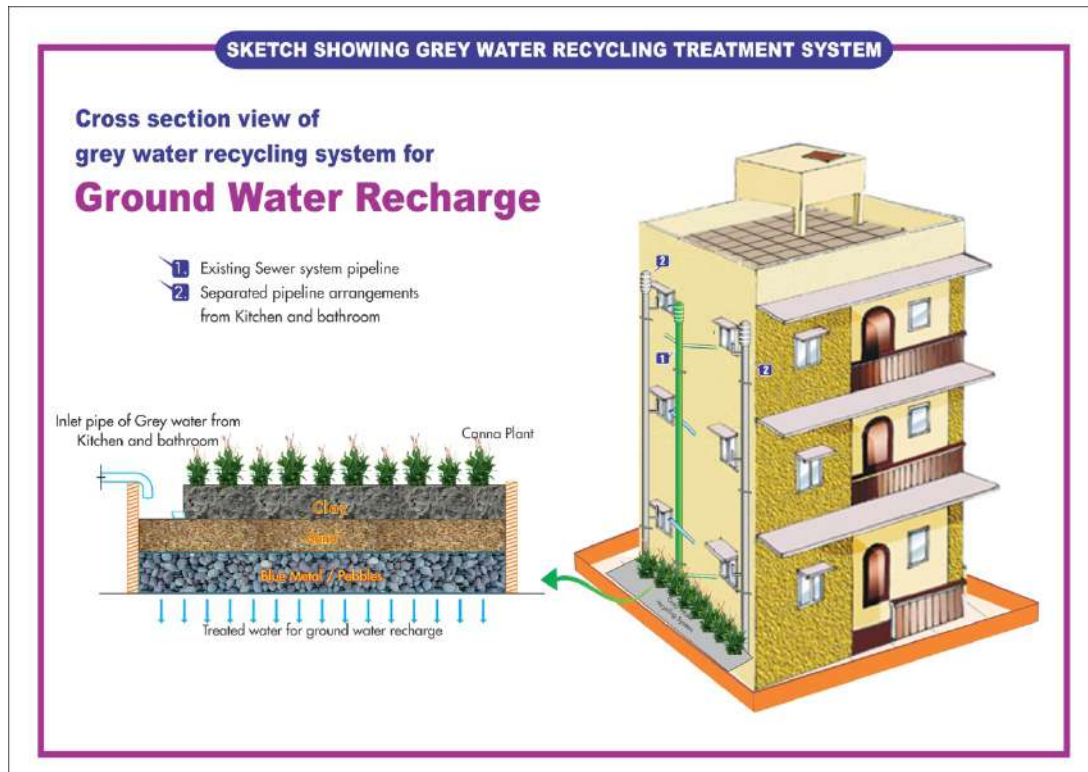 SKETCH SHOWING GREY WATER RECYCLING TREATMENT SYSTEM
Cross section view of
grey water recycling system for
Ground Water Recharge
1. Existing Sewer system pipeline
2. Separated pipeline arrangements
from Kitchen and bathroom
Inlet pipe of Grey water from
Kitchen and bathroom
Canna Plant
Clay
Sand
Blue Metal / Pebbles
Treated water for ground water recharge
2
1
2
recycling System